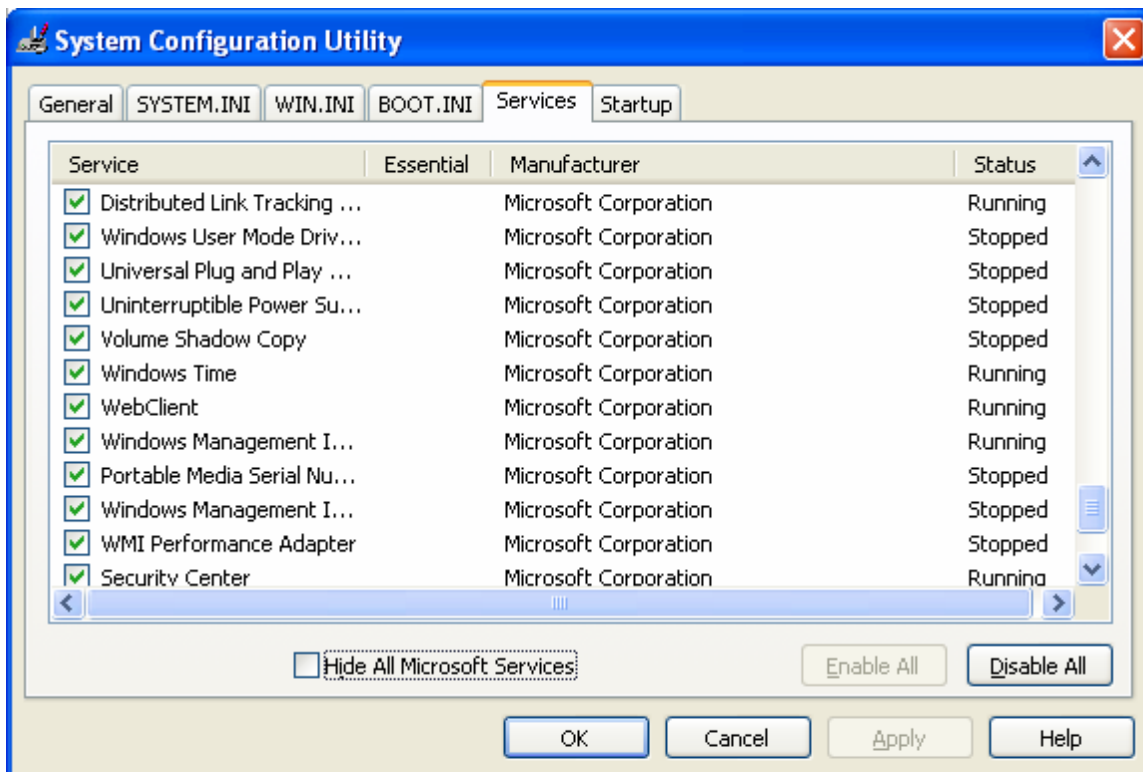 System Configuration Utility
General SYSTEM.INI WIN.INI BOOT.INI Services Startup
Service Essential Manufacturer Status
Distributed Link Tracking ... Microsoft Corporation Running
Windows User Mode Driv... Microsoft Corporation Stopped
Universal Plug and Play ... Microsoft Corporation Stopped
Uninterruptible Power Su... Microsoft Corporation Stopped
Volume Shadow Copy Microsoft Corporation Stopped
Windows Time Microsoft Corporation Running
WebClient Microsoft Corporation Running
Windows Management I... Microsoft Corporation Running
Portable Media Serial Nu... Microsoft Corporation Stopped
Windows Management I... Microsoft Corporation Stopped
WMI Performance Adapter Microsoft Corporation Stopped
Security Center Microsoft Corporation Running
Hide All Microsoft Services Enable All Disable All
OK Cancel Apply Help